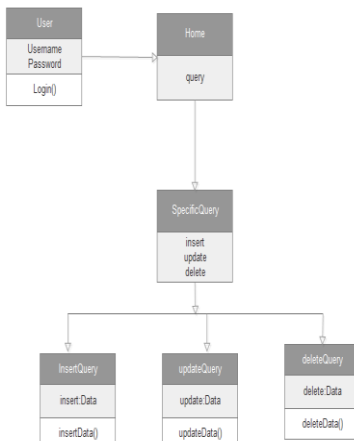 User
Username
Password
Login()
Home
query
SpecificQuery
insert
update
delete
InsertQuery
insert:Data
insertData()
updateQuery
update:Data
updateData()
deleteQuery
delete:Data
deleteData()